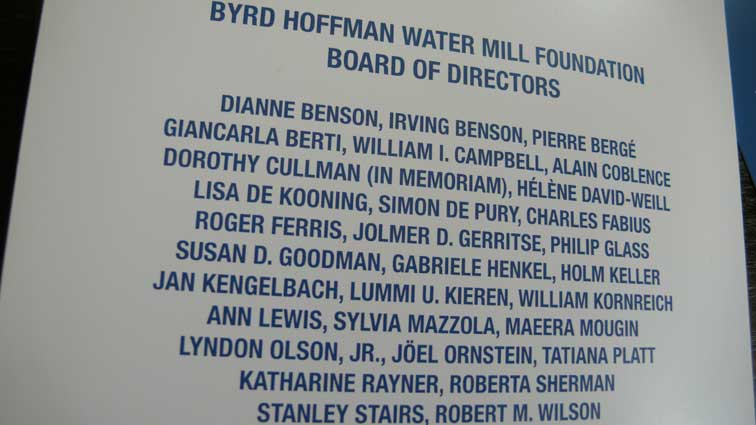 BYRD HOFFMAN WATER MILL FOUNDATION
BOARD OF DIRECTORS
DIANNE BENSON, IRVING BENSON, PIERRE BERGÉ
GIANCARLA BERTI, WILLIAM I. CAMPBELL, ALAIN COBLENCE
DOROTHY CULLMAN (IN MEMORIAM), HÉLÈNE DAVID-WEILL
LISA DE KOONING, SIMON DE PURY, CHARLES FABIUS
ROGER FERRIS, JOLMER D. GERRITSE, PHILIP GLASS
SUSAN D. GOODMAN, GABRIELE HENKEL, HOLM KELLER
JAN KENGELBACH, LUMMI U. KIEREN, WILLIAM KORNREICH
ANN LEWIS, SYLVIA MAZZOLA, MAEERA MOUGIN
LYNDON OLSON, JR., JÖEL ORNSTEIN, TATIANA PLATT
KATHARINE RAYNER, ROBERTA SHERMAN
STANLEY STAIRS, ROBERT M. WILSON